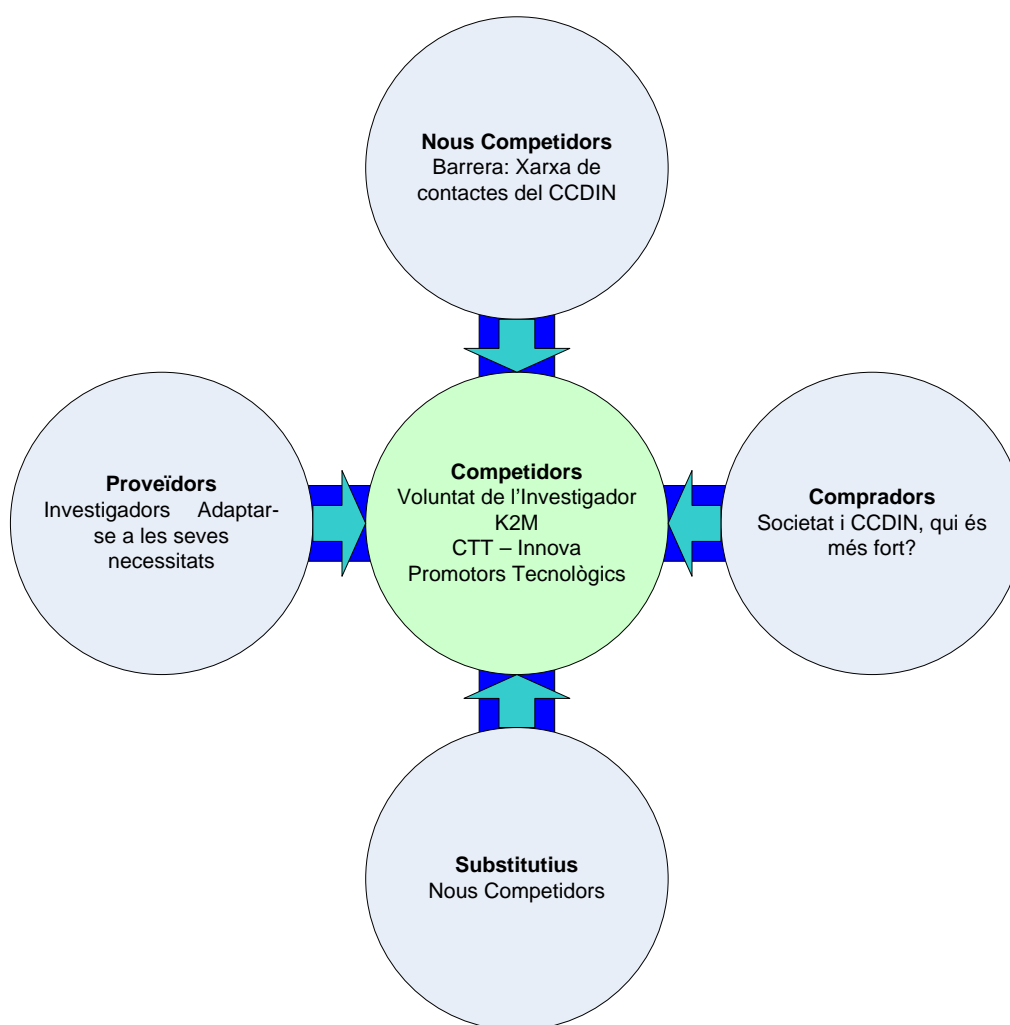 Nous Competidors
Barrera: Xarxa de
contactes del CCDIN
Proveïdors
Investigadors Adaptar-
se a les seves
necessitats
Competidors
Voluntat de l’Investigador
K2M
CTT – Innova
Promotors Tecnològics
Compradors
Societat i CCDIN, qui és
més fort?
Substitutius
Nous Competidors